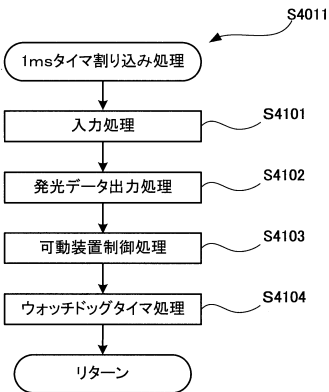 S4011
1msタイマ割り込み処理
入力処理
S4101
発光データ出力処理
S4102
可動装置制御処理
S4103
ウォッチドッグタイマ処理
S4104
リターン